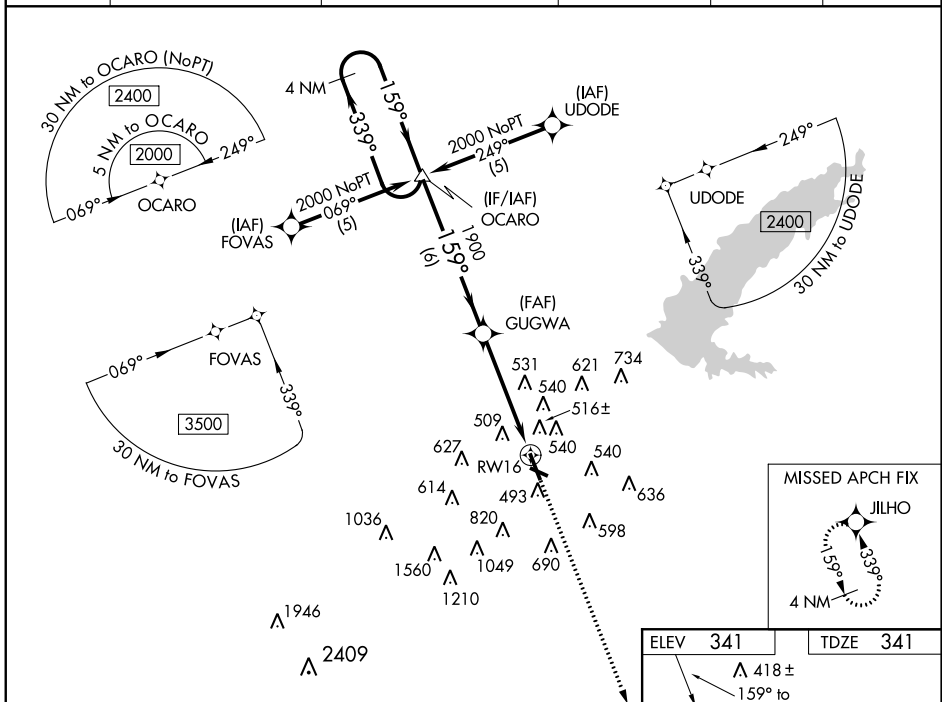 30 NM to OCARO (NoPT)
2400
5 NM to OCARO
2000
249°
069°
OCARO
4 NM
159°
339°
(IAF)
UDODE
2000 NoPT
249°
(5)
2000 NoPT
069°
(5)
(IAF)
FOVAS
(IF/IAF)
OCARO
1900
159°
(6)
249°
UDODE
2400
339°
30 NM to UDODE
(FAF)
GUGWA
069°
FOVAS
339°
3500
30 NM to FOVAS
531
621
734
540
516±
509
540
627
RW16
540
614
493
636
1036
820
598
1560
1049
690
1210
1946
2409
MISSED APCH FIX
JILHO
159°
339°
4 NM
ELEV 341
TDZE 341
418±
159° to